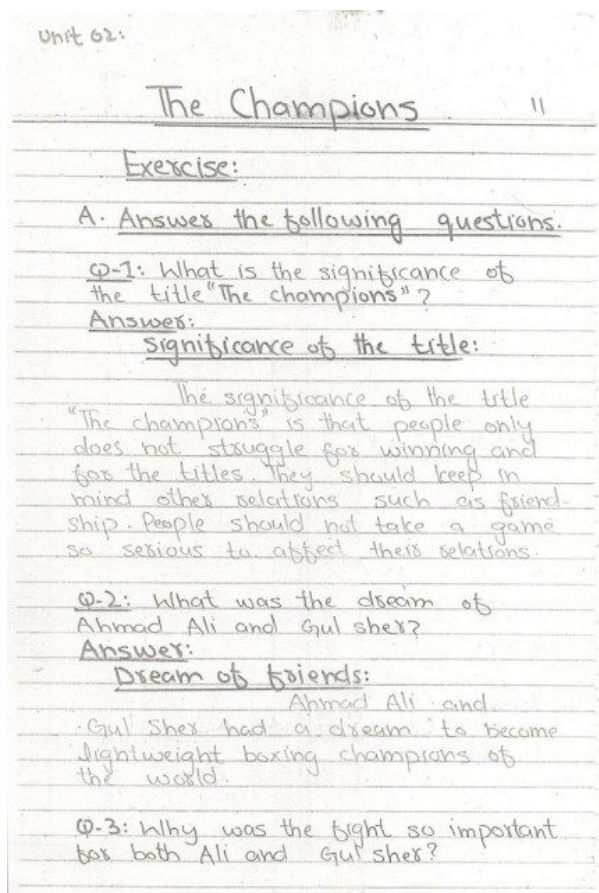 Unit 02:
The Champions 11
Exercise:
A. Answer the following questions.
Q-1: What is the significance of
the title "The champions"?
Answer:
Significance of the title:
The significance of the title
"The champions" is that people only
does not struggle for winning and
for the titles. They should keep in
mind other relations such as friend-
ship. People should not take a game
so serious to affect their relations.
Q-2: What was the dream of
Ahmad Ali and Gul sher?
Answer:
Dream of friends:
Ahmad Ali and
Gul Sher had a dream to become
lightweight boxing champions of
the world.
Q-3: Why was the fight so important
for both Ali and Gul sher?